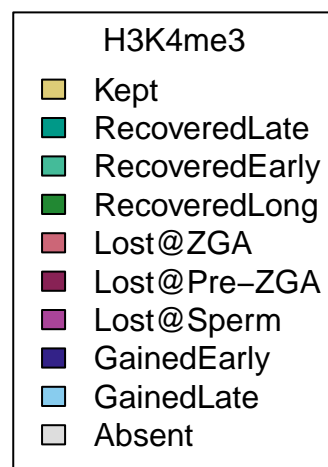 H3K4me3
Kept
RecoveredLate
RecoveredEarly
RecoveredLong
Lost@ZGA
Lost@Pre−ZGA
Lost@Sperm
GainedEarly
GainedLate
Absent